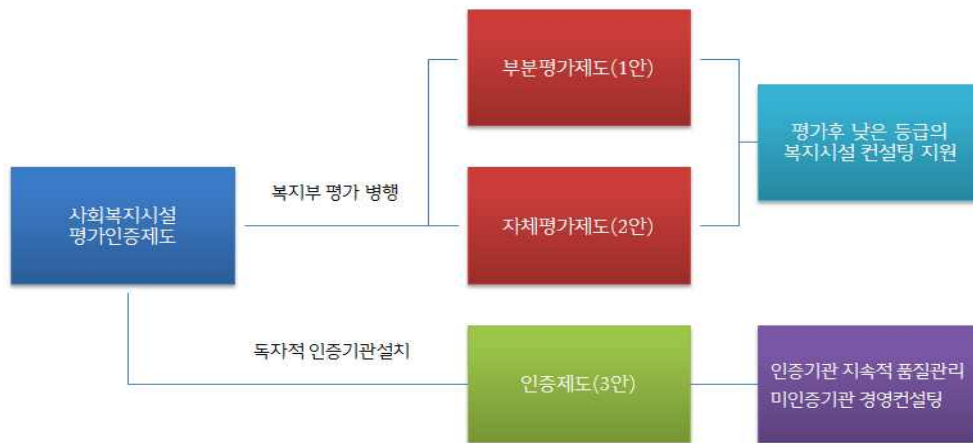 부분평가제도(1안)
평가후 낮은 등급의
복지시설 컨설팅 지원
복지부 평가 병행
사회복지시설
평가인증제도
자체평가제도(2안)
독자적 인증기관설치
인증제도(3안)
인증기관 지속적 품질관리
미인증기관 경영컨설팅